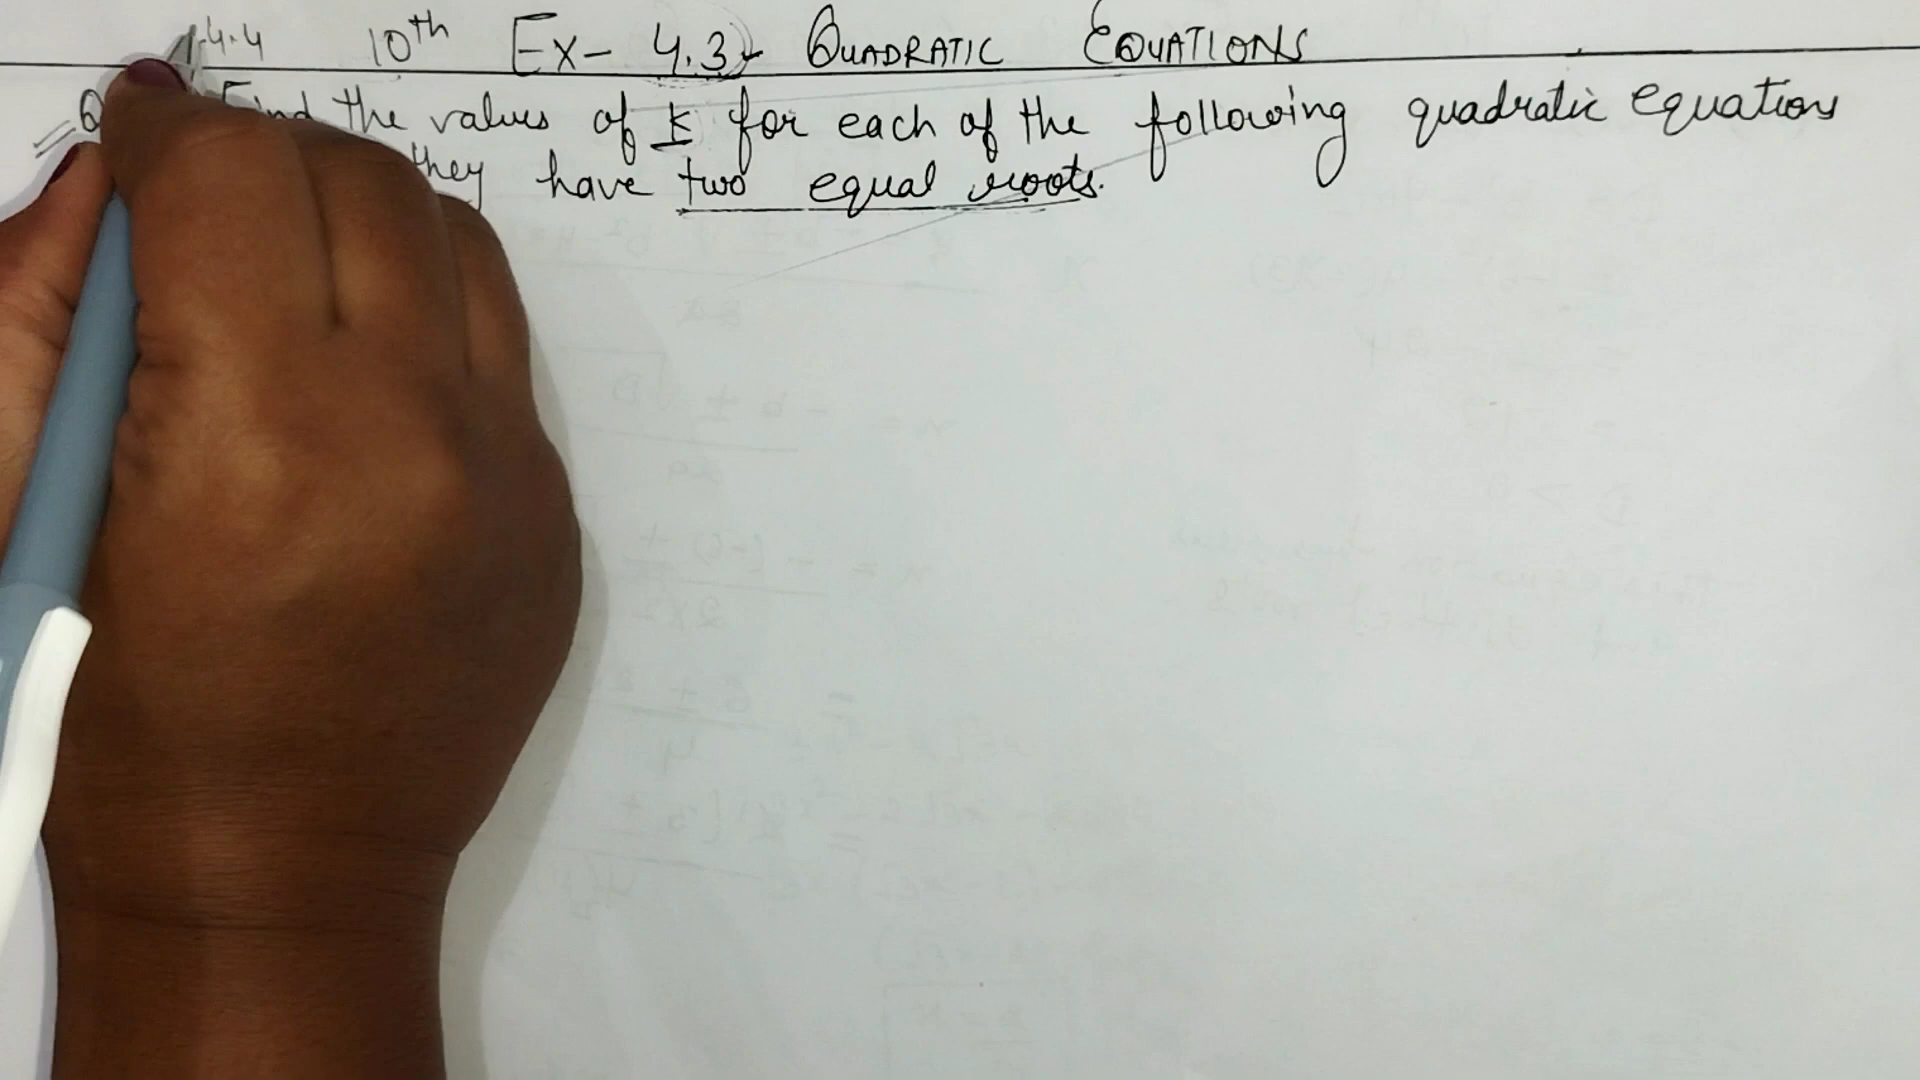 4.4 10th Ex- 4.3 QUADRATIC EQUATIONS
Q Find the values of k for each of the following quadratic equations
they have two equal roots.